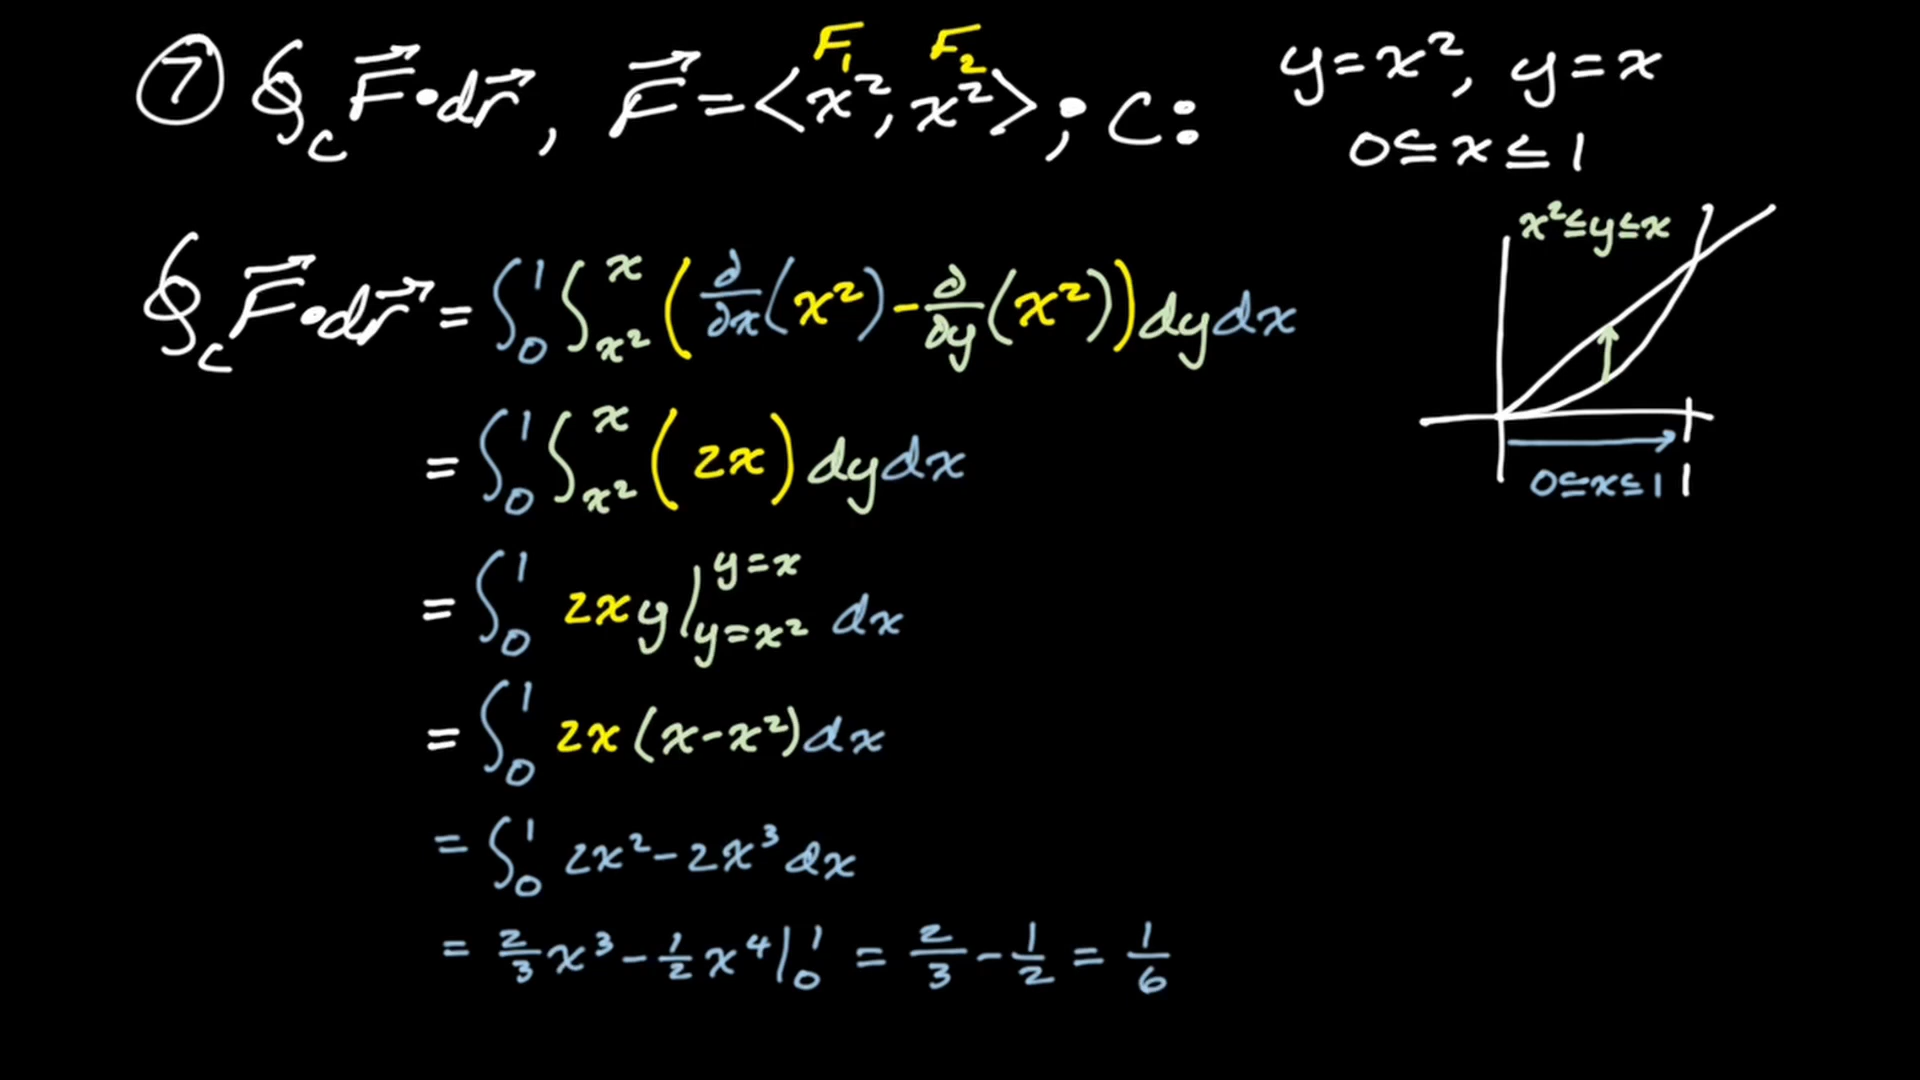 ⑦ ∮_C F⃗·dr⃗, F⃗ = <x², x²>; C: y=x², y=x
F₁ F₂
0≤x≤1
x²≤y≤x
∮_C F⃗·dr⃗ = ∫₀¹ ∫_{x²}^{x} (∂/∂x(x²) - ∂/∂y(x²)) dy dx
= ∫₀¹ ∫_{x²}^{x} (2x) dy dx
0≤x≤1 1
= ∫₀¹ 2xy |_{y=x²}^{y=x} dx
= ∫₀¹ 2x(x-x²)dx
= ∫₀¹ 2x²-2x³dx
= 2/3 x³ - 1/2 x⁴ |₀¹ = 2/3 - 1/2 = 1/6